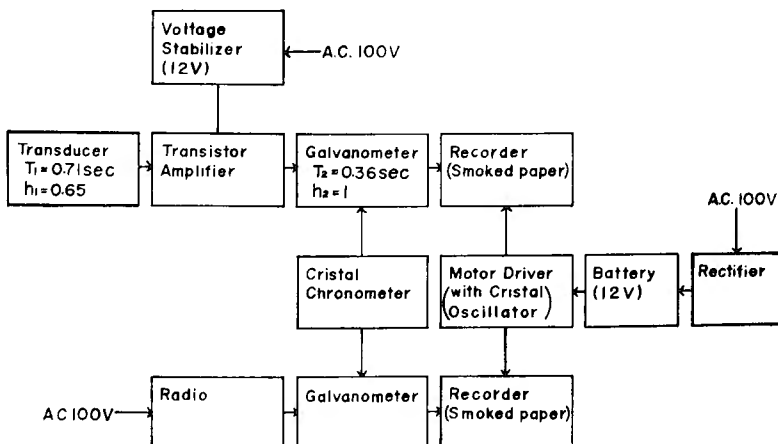 Voltage
Stabilizer
(12V)
A.C. 100V
Transducer
T₁=0.71sec
h₁=0.65
Transistor
Amplifier
Galvanometer
T₂=0.36sec
h₂=1
Recorder
(Smoked paper)
A.C. 100V
Cristal
Chronometer
Motor Driver
(with Cristal
Oscillator)
Battery
(12V)
Rectifier
AC 100V
Radio
Galvanometer
Recorder
(Smoked paper)